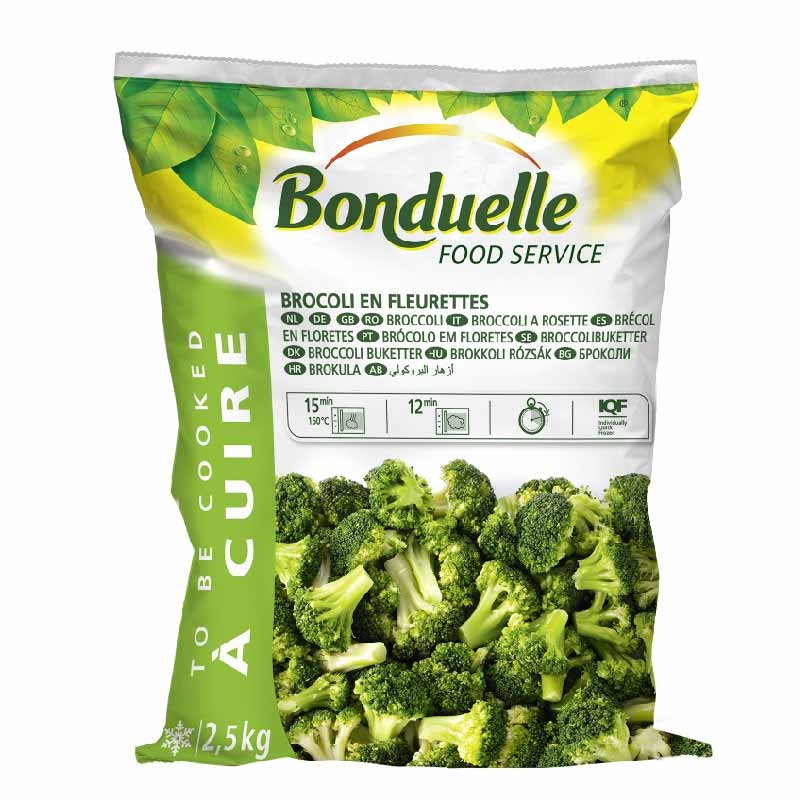 ®
Bonduelle
FOOD SERVICE
BROCOLI EN FLEURETTES
NL DE GB RO BROCCOLI IT BROCCOLI A ROSETTE ES BRÉCOL
EN FLORETES PT BRÓCOLO EM FLORETES SE BROCCOLIBUKETTER
DK BROCCOLI BUKETTER HU BROKKOLI RÓZSÁK BG БРОКОЛИ
HR BROKULA AB أزهار البروكولي
15 min
150°C
12 min
IQF
Individually
Quick
Frozen
TO BE COOKED
À CUIRE
2,5kg